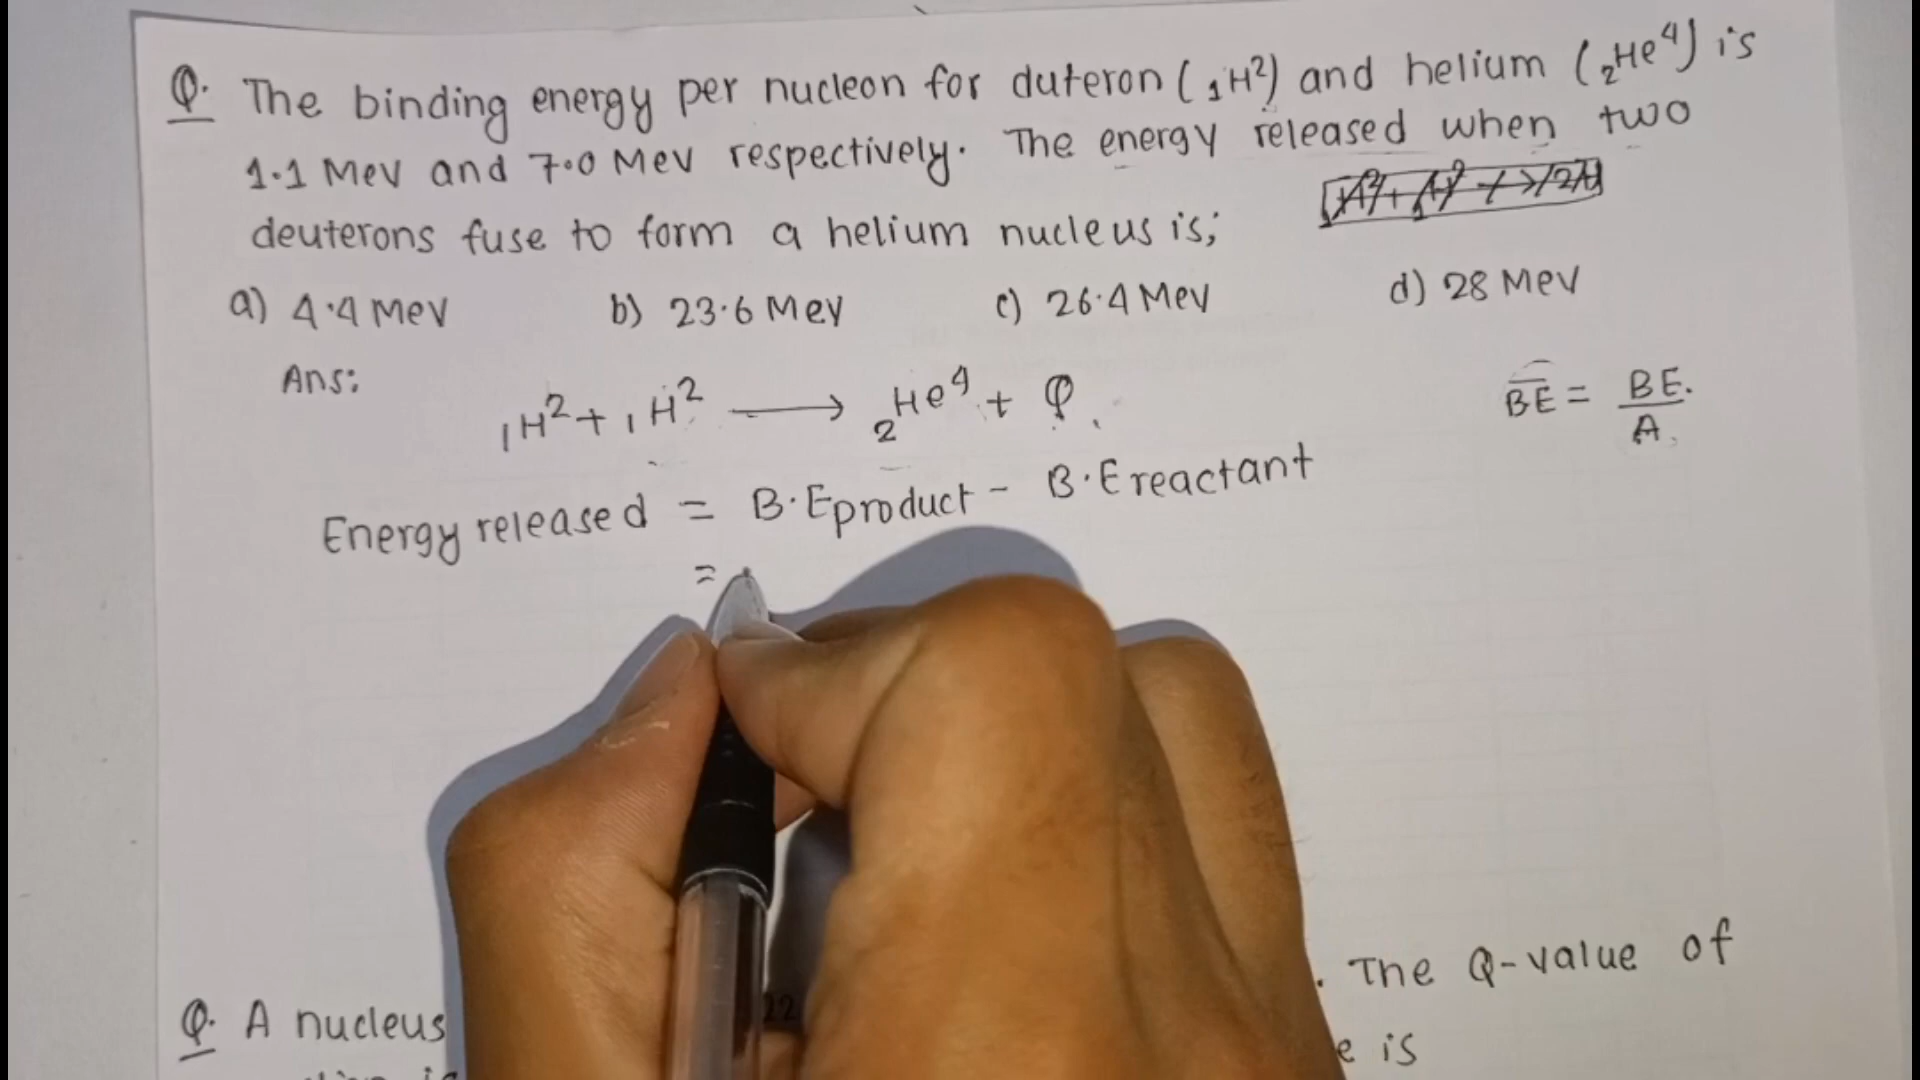 Q. The binding energy per nucleon for duteron (₁H²) and helium (₂He⁴) is
1.1 Mev and 7.0 Mev respectively. The energy released when two
deuterons fuse to form a helium nucleus is;
a) 4.4 Mev b) 23.6 Mev c) 26.4 Mev d) 28 Mev
Ans:
₁H² + ₁H² → ₂He⁴ + Q
B̅E̅ = BE. / A
Energy released = B.Eproduct - B.Ereactant
=
Q. A nucleus 22 . The Q-value of
is